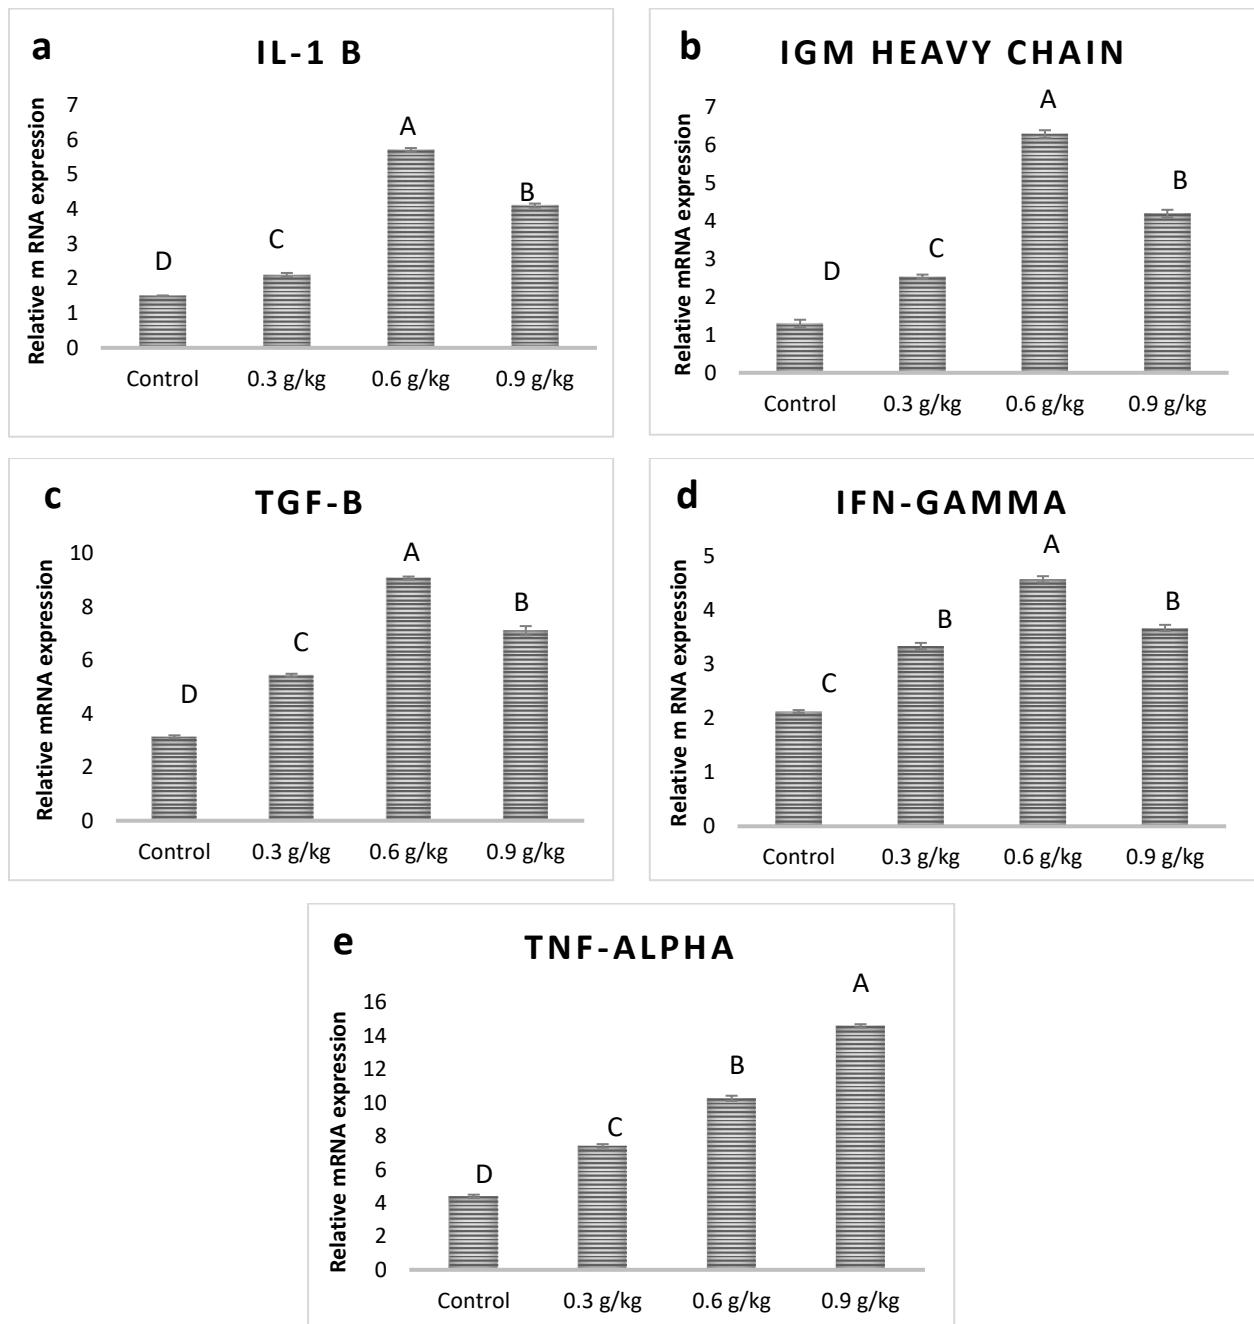 a
IL-1 B
Relative m RNA expression
7
6
5
4
3
2
1
0
D
C
A
B
Control 0.3 g/kg 0.6 g/kg 0.9 g/kg
b
IGM HEAVY CHAIN
Relative mRNA expression
7
6
5
4
3
2
1
0
D
C
A
B
Control 0.3 g/kg 0.6 g/kg 0.9 g/kg
c
TGF-B
Relative mRNA expression
10
8
6
4
2
0
D
C
A
B
Control 0.3 g/kg 0.6 g/kg 0.9 g/kg
d
IFN-GAMMA
Relative m RNA expression
5
4
3
2
1
0
C
B
A
B
Control 0.3 g/kg 0.6 g/kg 0.9 g/kg
e
TNF-ALPHA
Relative mRNA expression
16
14
12
10
8
6
4
2
0
D
C
B
A
Control 0.3 g/kg 0.6 g/kg 0.9 g/kg